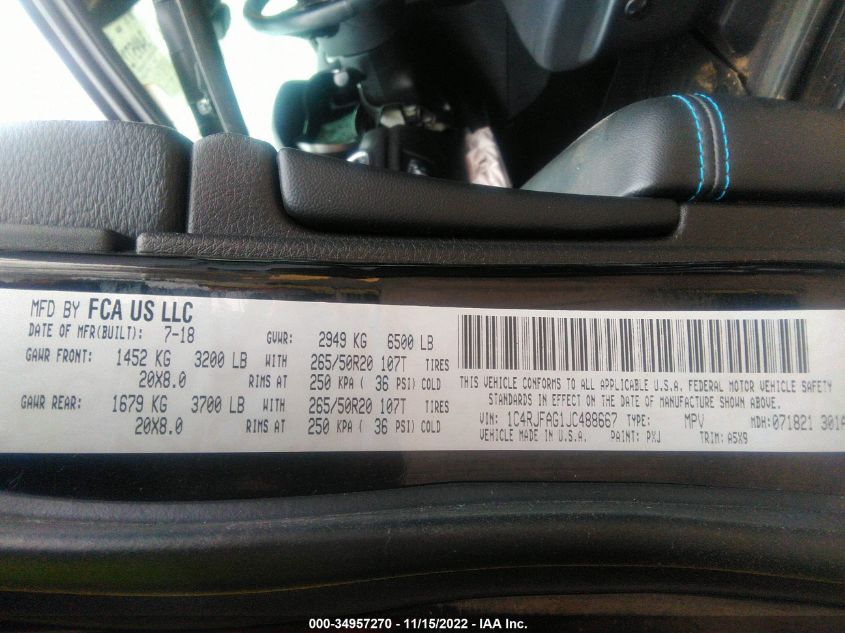 MFD BY FCA US LLC
DATE OF MFR(BUILT): 7-18 GVWR: 2949 KG 6500 LB
GAWR FRONT: 1452 KG 3200 LB WITH 265/50R20 107T TIRES
20X8.0 RIMS AT 250 KPA ( 36 PSI) COLD
GAWR REAR: 1679 KG 3700 LB WITH 265/50R20 107T TIRES
20X8.0 RIMS AT 250 KPA ( 36 PSI) COLD
THIS VEHICLE CONFORMS TO ALL APPLICABLE U.S.A. FEDERAL MOTOR VEHICLE SAFETY
STANDARDS IN EFFECT ON THE DATE OF MANUFACTURE SHOWN ABOVE.
VIN: 1C4RJFAG1JC488667 TYPE: MPV MDH: 071821 301A
VEHICLE MADE IN U.S.A. PAINT: PXJ TRIM: A5X9
000-34957270 - 11/15/2022 - IAA Inc.